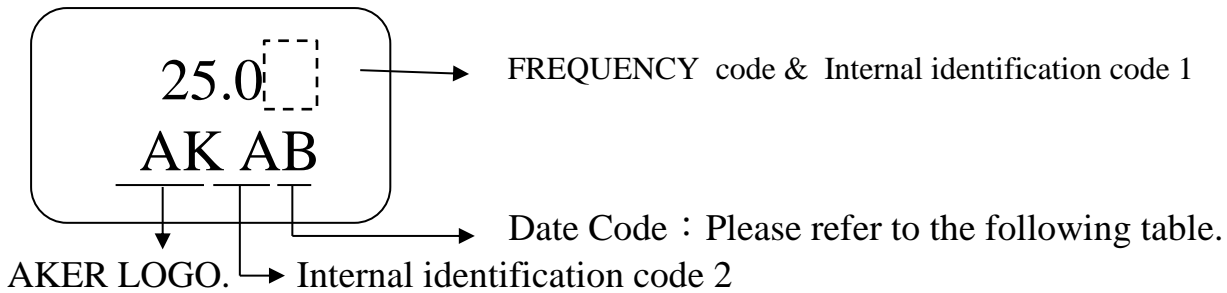 25.0
FREQUENCY code & Internal identification code 1
AK AB
Date Code：Please refer to the following table.
AKER LOGO.
Internal identification code 2